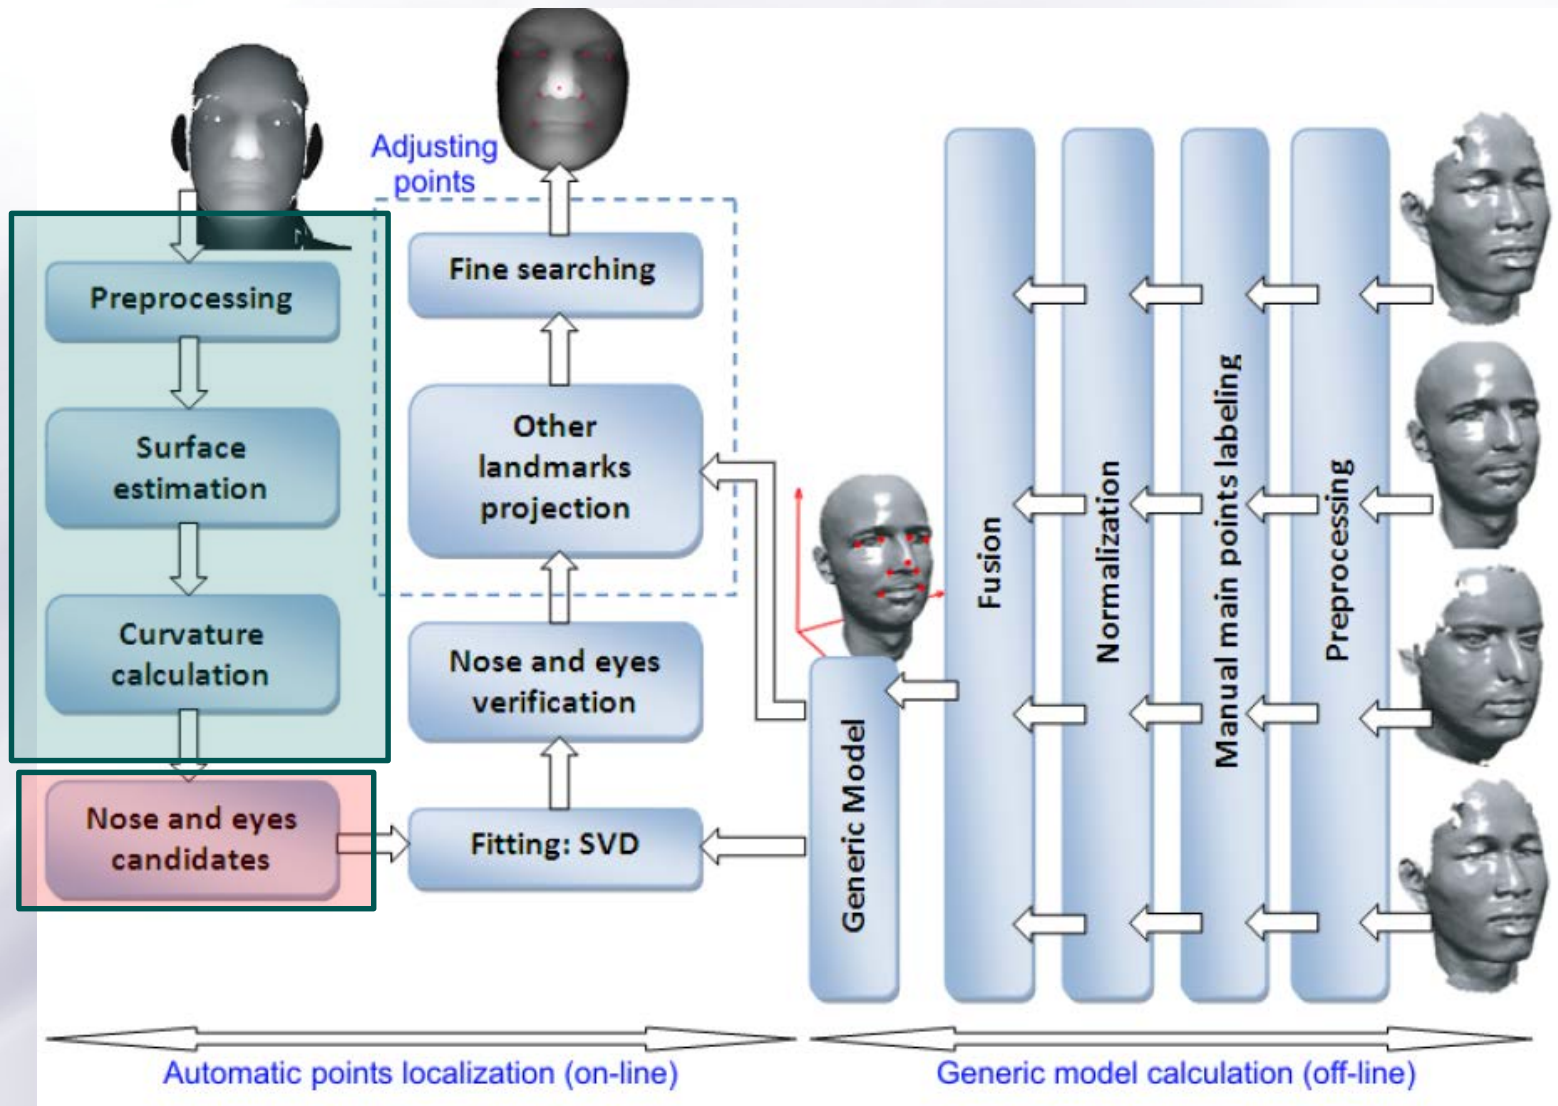 Adjusting
points
Preprocessing
Surface
estimation
Curvature
calculation
Nose and eyes
candidates
Fine searching
Other
landmarks
projection
Nose and eyes
verification
Fitting: SVD
Generic Model
Fusion
Normalization
Manual main points labeling
Preprocessing
Automatic points localization (on-line)
Generic model calculation (off-line)